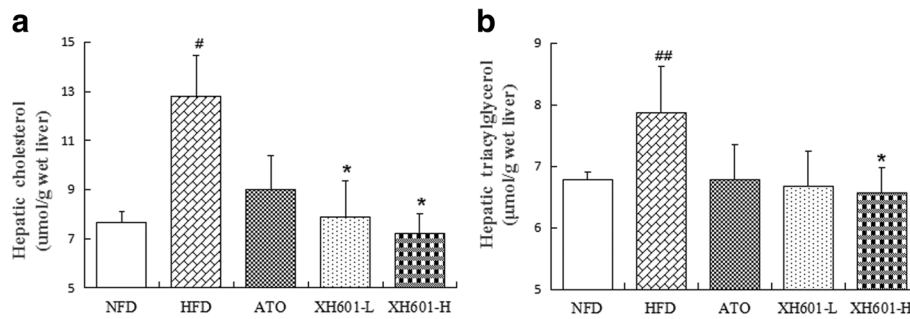 a
Hepatic cholesterol
(umol/g wet liver)
15
13
11
9
7
5
#
*
*
NFD HFD ATO XH601-L XH601-H
b
Hepatic triacylglycerol
(μmol/g wet liver)
9
8
7
6
5
##
*
NFD HFD ATO XH601-L XH601-H